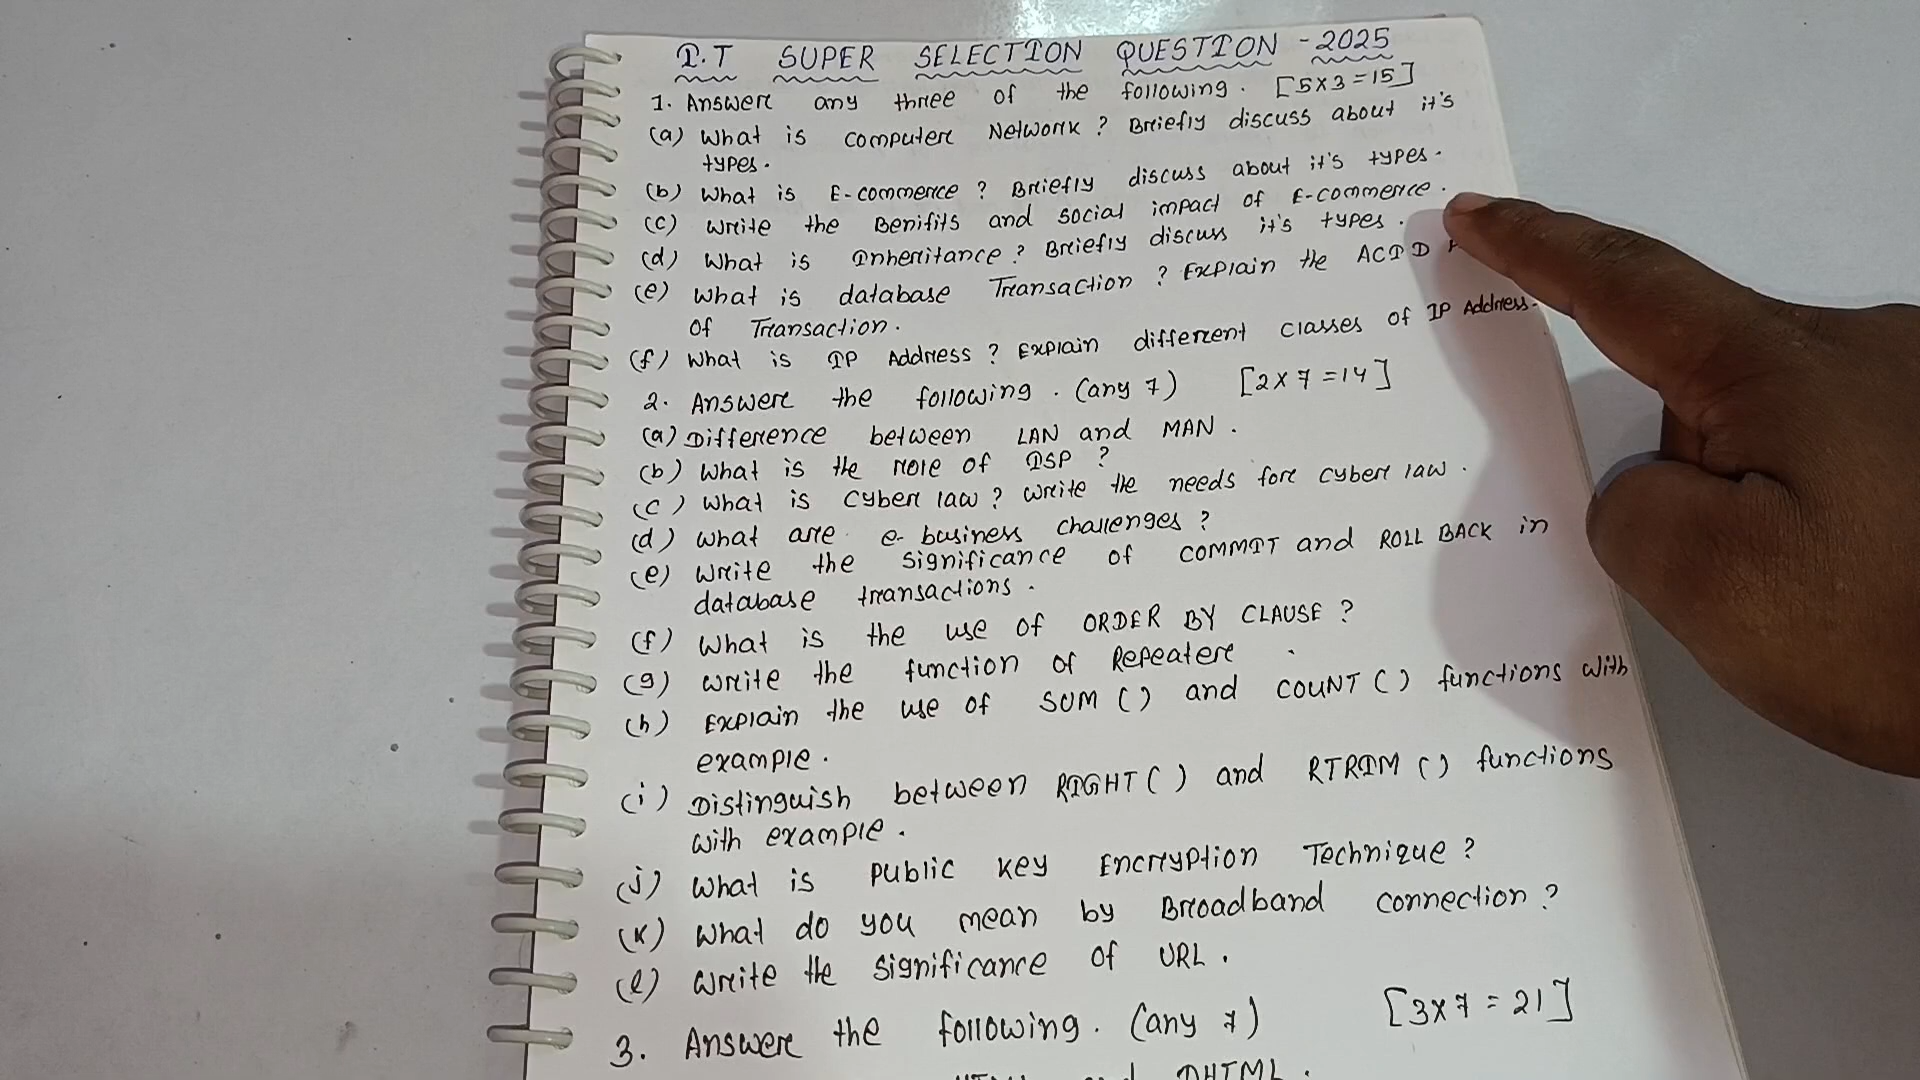 I.T SUPER SELECTION QUESTION - 2025
1. Answer any three of the following. [5x3=15]
(a) What is computer Network? Briefly discuss about it's
types.
(b) What is E-commerce? Briefly discuss about it's types.
(c) Write the Benifits and social impact of E-commerce.
(d) What is Inheritance? Briefly discuss it's types.
(e) What is database Transaction? Explain the ACID
of Transaction.
(f) What is IP Address? Explain different classes of IP Address.
2. Answer the following. (any 7) [2x7=14]
(a) Difference between LAN and MAN.
(b) What is the role of ISP?
(c) What is Cyber law? Write the needs for cyber law.
(d) What are e-business challenges?
(e) Write the significance of COMMIT and ROLL BACK in
database transactions.
(f) What is the use of ORDER BY CLAUSE?
(g) Write the function of Repeater.
(h) Explain the use of SUM () and COUNT () functions with
example.
(i) Distinguish between RIGHT () and RTRIM () functions
with example.
(j) What is public key Encryption Technique?
(k) What do you mean by Broadband connection?
(l) Write the significance of URL.
3. Answer the following. (any 7) [3x7=21]
and DHTML.